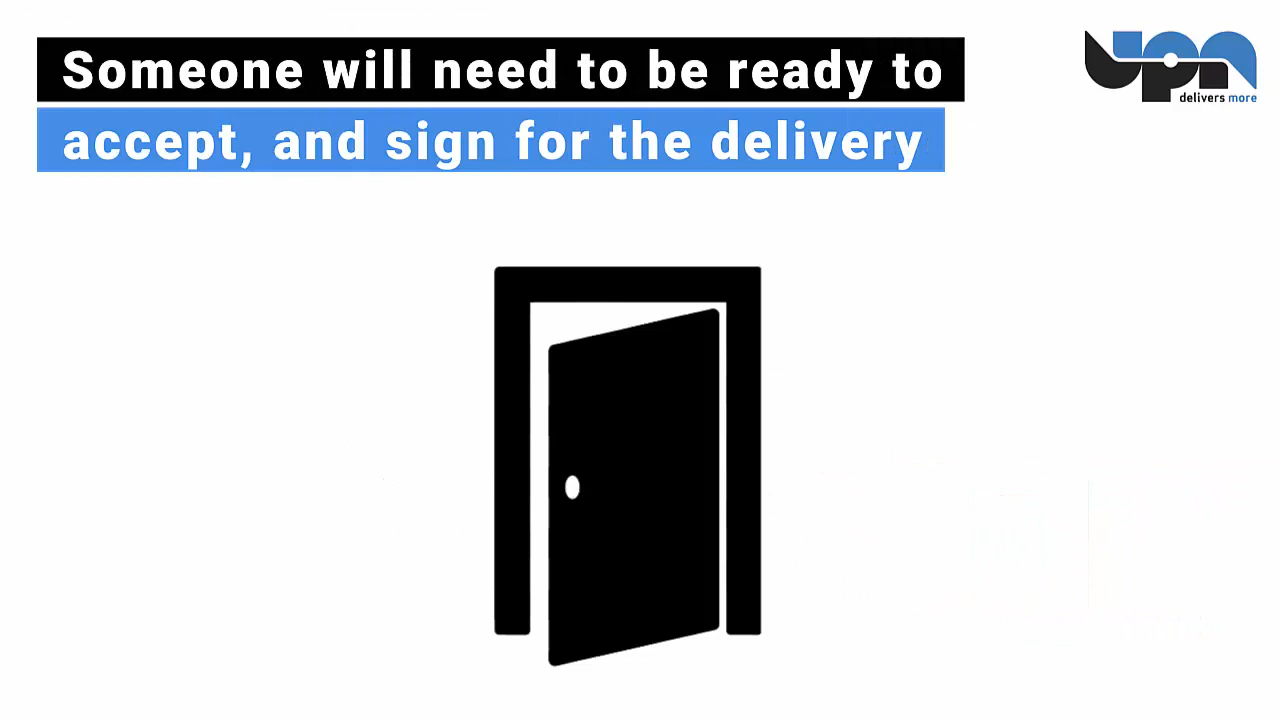 Someone will need to be ready to
accept, and sign for the delivery
upn
delivers more